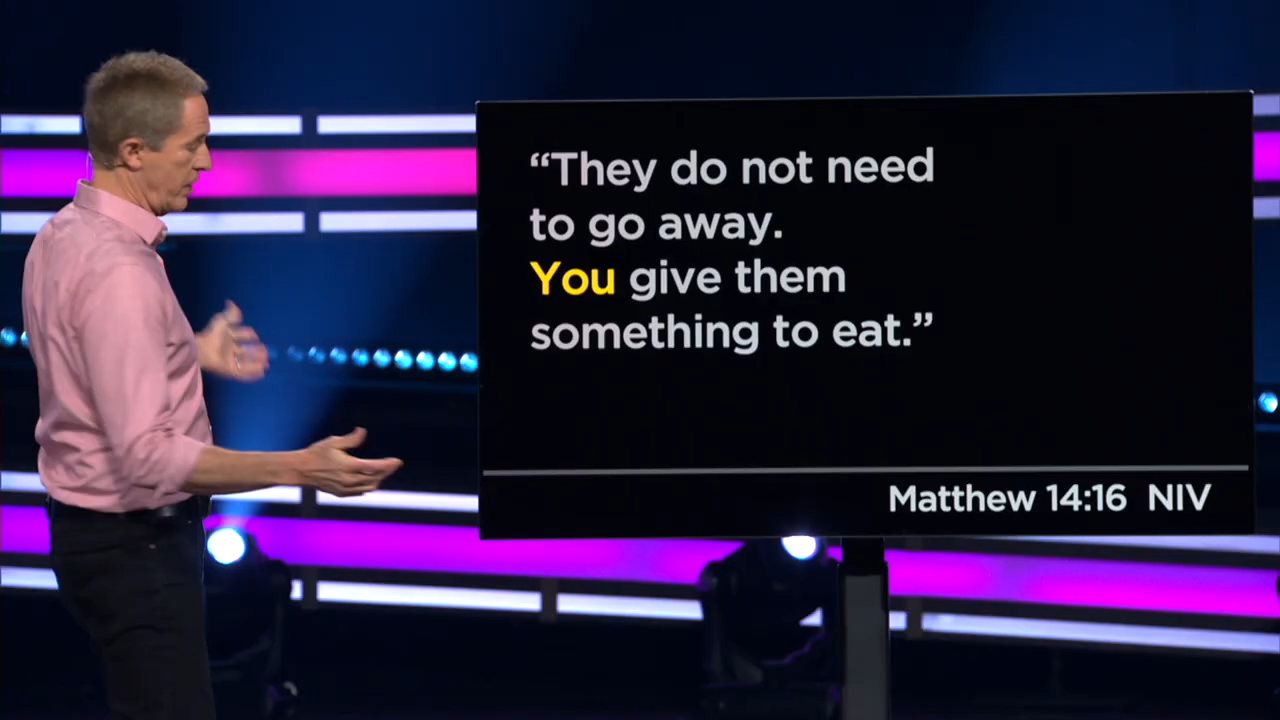 “They do not need
to go away.
You give them
something to eat.”
Matthew 14:16 NIV